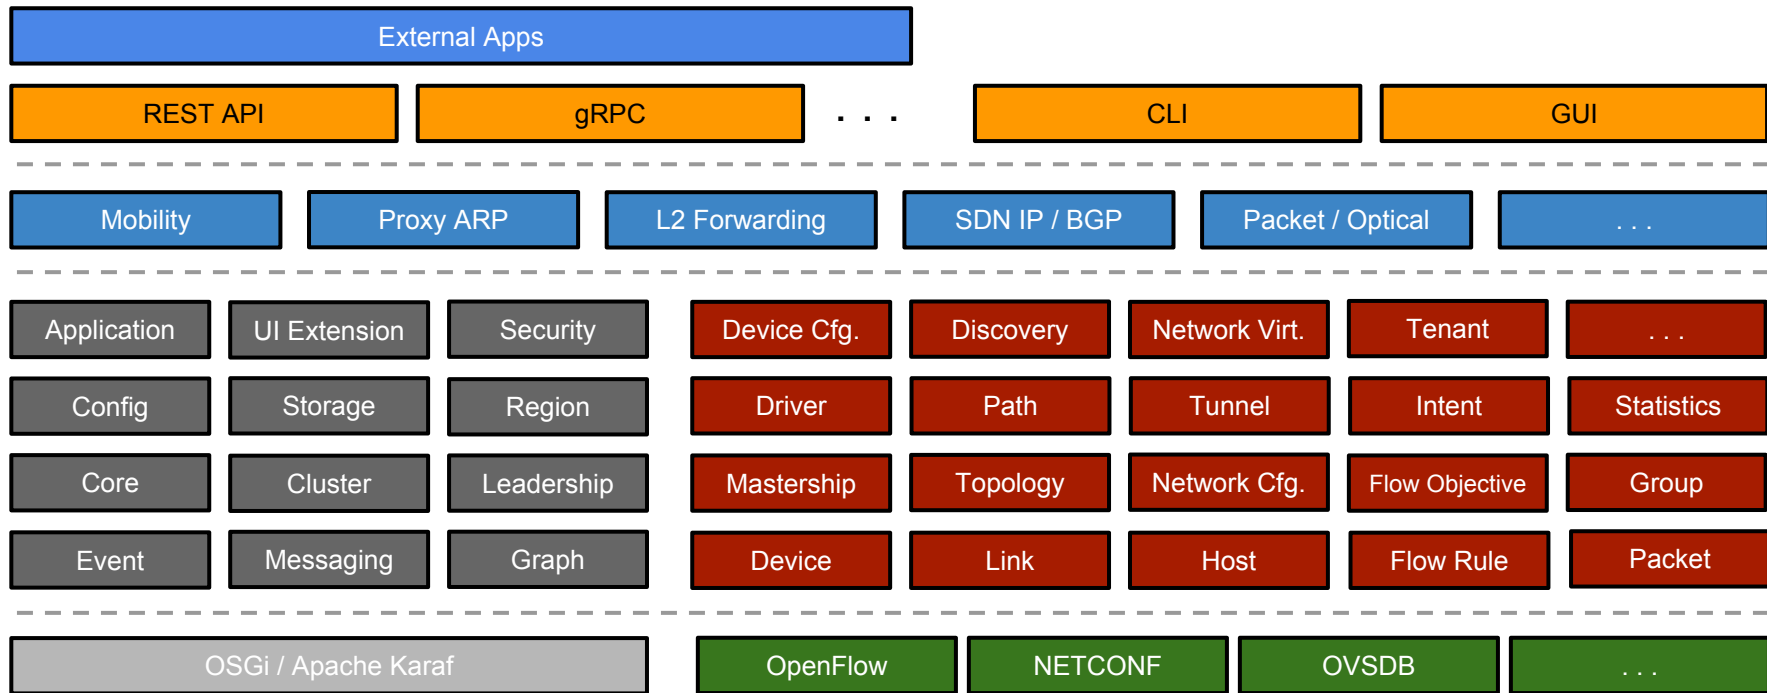 External Apps
REST API gRPC . . . CLI GUI
Mobility Proxy ARP L2 Forwarding SDN IP / BGP Packet / Optical . . .
Application UI Extension Security Device Cfg. Discovery Network Virt. Tenant . . .
Config Storage Region Driver Path Tunnel Intent Statistics
Core Cluster Leadership Mastership Topology Network Cfg. Flow Objective Group
Event Messaging Graph Device Link Host Flow Rule Packet
OSGi / Apache Karaf OpenFlow NETCONF OVSDB . . .